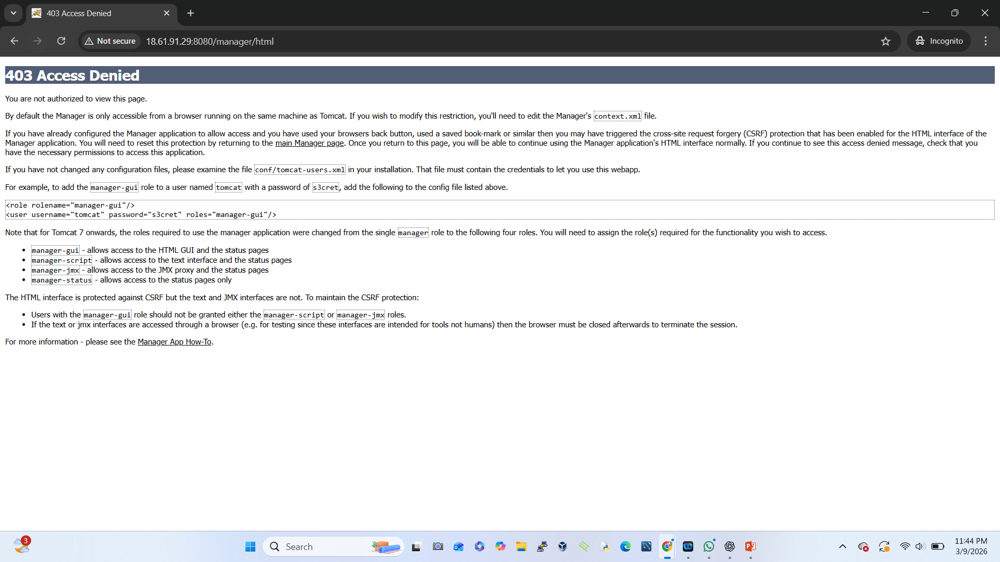 403 Access Denied
Not secure
18.61.91.29:8080/manager/html
Incognito
403 Access Denied
You are not authorized to view this page.
By default the Manager is only accessible from a browser running on the same machine as Tomcat. If you wish to modify this restriction, you'll need to edit the Manager's context.xml file.
If you have already configured the Manager application to allow access and you have used your browsers back button, used a saved book-mark or similar then you may have triggered the cross-site request forgery (CSRF) protection that has been enabled for the HTML interface of the
Manager application. You will need to reset this protection by returning to the main Manager page. Once you return to this page, you will be able to continue using the Manager application's HTML interface normally. If you continue to see this access denied message, check that you
have the necessary permissions to access this application.
If you have not changed any configuration files, please examine the file conf/tomcat-users.xml in your installation. That file must contain the credentials to let you use this webapp.
For example, to add the manager-gui role to a user named tomcat with a password of s3cret, add the following to the config file listed above.
<role rolename="manager-gui"/>
<user username="tomcat" password="s3cret" roles="manager-gui"/>
Note that for Tomcat 7 onwards, the roles required to use the manager application were changed from the single manager role to the following four roles. You will need to assign the role(s) required for the functionality you wish to access.
• manager-gui - allows access to the HTML GUI and the status pages
• manager-script - allows access to the text interface and the status pages
• manager-jmx - allows access to the JMX proxy and the status pages
• manager-status - allows access to the status pages only
The HTML interface is protected against CSRF but the text and JMX interfaces are not. To maintain the CSRF protection:
• Users with the manager-gui role should not be granted either the manager-script or manager-jmx roles.
• If the text or jmx interfaces are accessed through a browser (e.g. for testing since these interfaces are intended for tools not humans) then the browser must be closed afterwards to terminate the session.
For more information - please see the Manager App How-To.
3
Search
11:44 PM
3/9/2026